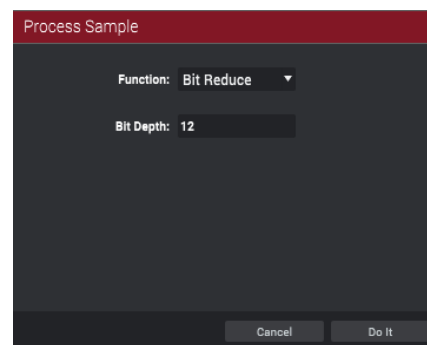 Process Sample
Function: Bit Reduce
Bit Depth: 12
Cancel Do It